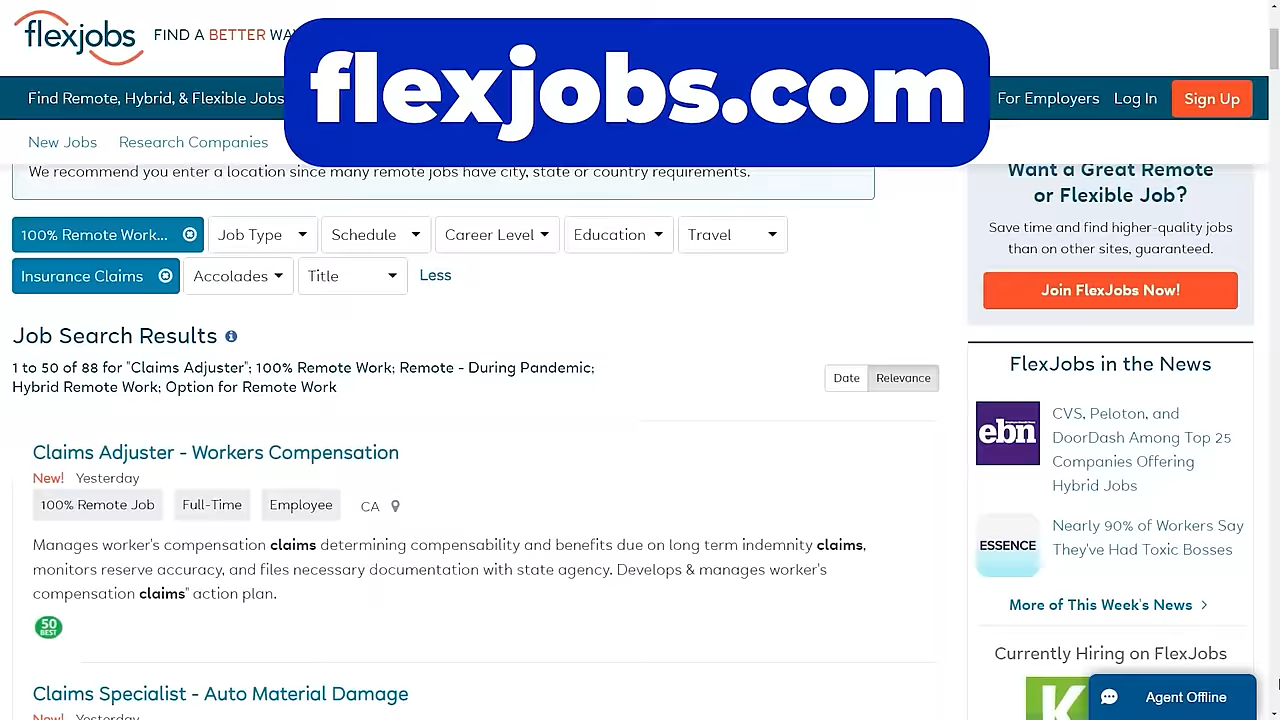 flexjobs
FIND A BETTER WA
flexjobs.com
Find Remote, Hybrid, & Flexible Jobs
For Employers
Log In
Sign Up
New Jobs
Research Companies
We recommend you enter a location since many remote jobs have city, state or country requirements.
100% Remote Work...
Job Type
Schedule
Career Level
Education
Travel
Insurance Claims
Accolades
Title
Less
Job Search Results
1 to 50 of 88 for "Claims Adjuster"; 100% Remote Work; Remote - During Pandemic;
Hybrid Remote Work; Option for Remote Work
Date
Relevance
Claims Adjuster - Workers Compensation
New! Yesterday
100% Remote Job
Full-Time
Employee
CA
Manages worker's compensation claims determining compensability and benefits due on long term indemnity claims,
monitors reserve accuracy, and files necessary documentation with state agency. Develops & manages worker's
compensation claims" action plan.
50
BEST
Claims Specialist - Auto Material Damage
New! Yesterday
Want a Great Remote
or Flexible Job?
Save time and find higher-quality jobs
than on other sites, guaranteed.
Join FlexJobs Now!
FlexJobs in the News
ebn
CVS, Peloton, and
DoorDash Among Top 25
Companies Offering
Hybrid Jobs
ESSENCE
Nearly 90% of Workers Say
They've Had Toxic Bosses
More of This Week's News
Currently Hiring on FlexJobs
K
Agent Offline